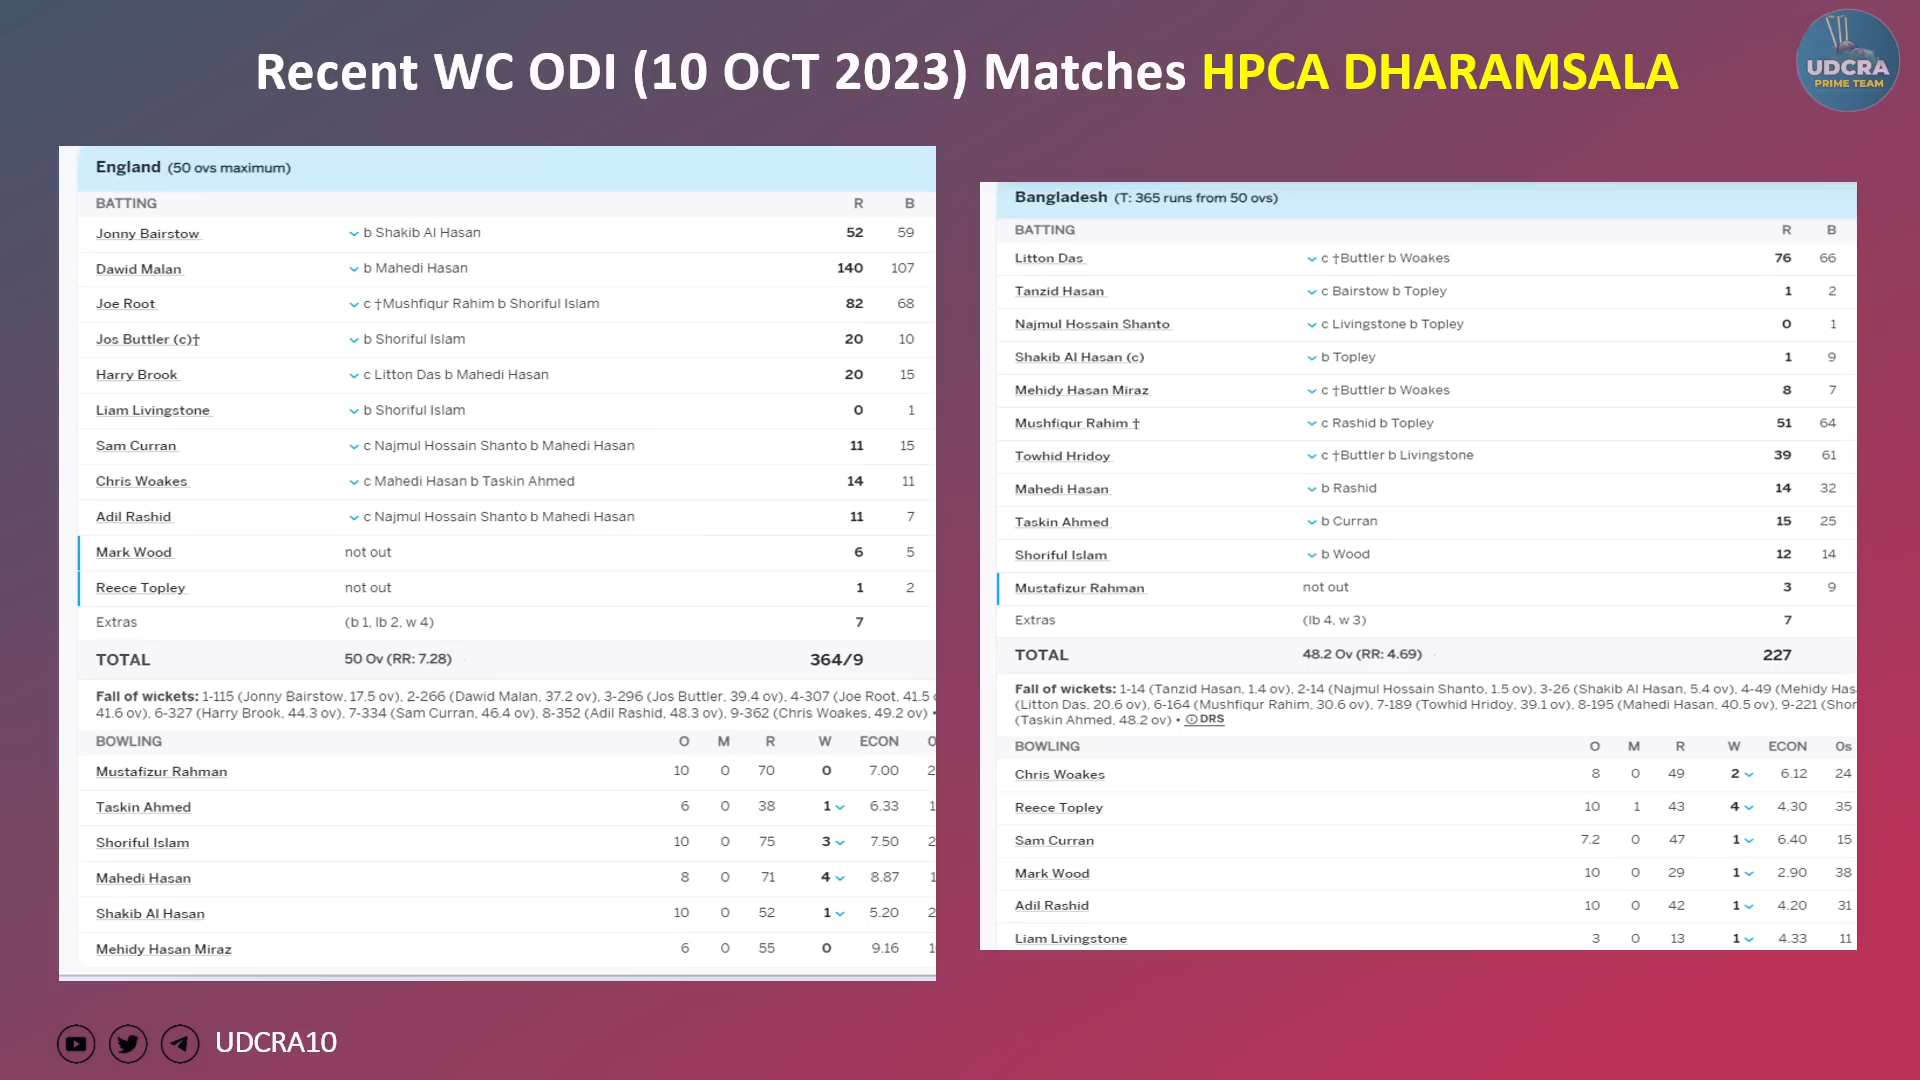 Recent WC ODI (10 OCT 2023) Matches HPCA DHARAMSALA
UDCRA
PRIME TEAM
England (50 ovs maximum)
BATTING R B
Jonny Bairstow b Shakib Al Hasan 52 59
Dawid Malan b Mahedi Hasan 140 107
Joe Root c †Mushfiqur Rahim b Shoriful Islam 82 68
Jos Buttler (c)† b Shoriful Islam 20 10
Harry Brook c Litton Das b Mahedi Hasan 20 15
Liam Livingstone b Shoriful Islam 0 1
Sam Curran c Najmul Hossain Shanto b Mahedi Hasan 11 15
Chris Woakes c Mahedi Hasan b Taskin Ahmed 14 11
Adil Rashid c Najmul Hossain Shanto b Mahedi Hasan 11 7
Mark Wood not out 6 5
Reece Topley not out 1 2
Extras (b 1, lb 2, w 4) 7
TOTAL 50 Ov (RR: 7.28) 364/9
Fall of wickets: 1-115 (Jonny Bairstow, 17.5 ov), 2-266 (Dawid Malan, 37.2 ov), 3-296 (Jos Buttler, 39.4 ov), 4-307 (Joe Root, 41.5
41.6 ov), 6-327 (Harry Brook, 44.3 ov), 7-334 (Sam Curran, 46.4 ov), 8-352 (Adil Rashid, 48.3 ov), 9-362 (Chris Woakes, 49.2 ov) •
BOWLING O M R W ECON
Mustafizur Rahman 10 0 70 0 7.00
Taskin Ahmed 6 0 38 1 6.33
Shoriful Islam 10 0 75 3 7.50
Mahedi Hasan 8 0 71 4 8.87
Shakib Al Hasan 10 0 52 1 5.20
Mehidy Hasan Miraz 6 0 55 0 9.16
Bangladesh (T: 365 runs from 50 ovs)
BATTING R B
Litton Das c †Buttler b Woakes 76 66
Tanzid Hasan c Bairstow b Topley 1 2
Najmul Hossain Shanto c Livingstone b Topley 0 1
Shakib Al Hasan (c) b Topley 1 9
Mehidy Hasan Miraz c †Buttler b Woakes 8 7
Mushfiqur Rahim † c Rashid b Topley 51 64
Towhid Hridoy c †Buttler b Livingstone 39 61
Mahedi Hasan b Rashid 14 32
Taskin Ahmed b Curran 15 25
Shoriful Islam b Wood 12 14
Mustafizur Rahman not out 3 9
Extras (lb 4, w 3) 7
TOTAL 48.2 Ov (RR: 4.69) 227
Fall of wickets: 1-14 (Tanzid Hasan, 1.4 ov), 2-14 (Najmul Hossain Shanto, 1.5 ov), 3-26 (Shakib Al Hasan, 5.4 ov), 4-49 (Mehidy Has
(Litton Das, 20.6 ov), 6-164 (Mushfiqur Rahim, 30.6 ov), 7-189 (Towhid Hridoy, 39.1 ov), 8-195 (Mahedi Hasan, 40.5 ov), 9-221 (Shor
(Taskin Ahmed, 48.2 ov) • DRS
BOWLING O M R W ECON 0s
Chris Woakes 8 0 49 2 6.12 24
Reece Topley 10 1 43 4 4.30 35
Sam Curran 7.2 0 47 1 6.40 15
Mark Wood 10 0 29 1 2.90 38
Adil Rashid 10 0 42 1 4.20 31
Liam Livingstone 3 0 13 1 4.33 11
UDCRA10